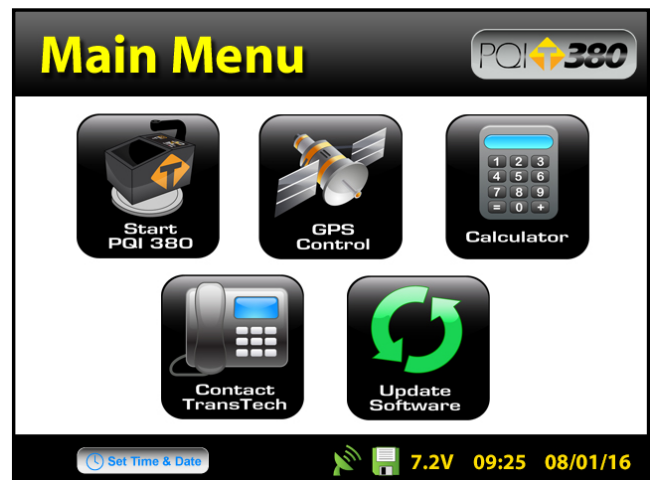 Main Menu
PQI T 380
T
Start
PQI 380
GPS
Control
1 2 3
4 5 6
7 8 9
= 0 +
Calculator
Contact
TransTech
Update
Software
Set Time & Date
7.2V 09:25 08/01/16